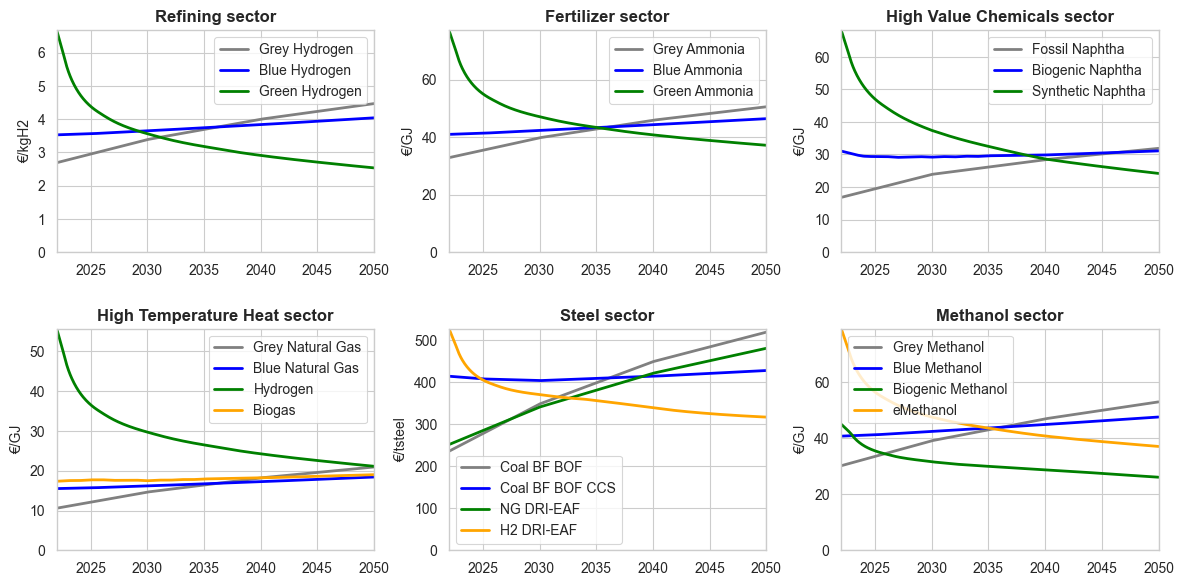 Refining sector
€/kgH2
6
5
4
3
2
1
0
Grey Hydrogen
Blue Hydrogen
Green Hydrogen
2025 2030 2035 2040 2045 2050
Fertilizer sector
€/GJ
60
40
20
0
Grey Ammonia
Blue Ammonia
Green Ammonia
2025 2030 2035 2040 2045 2050
High Value Chemicals sector
€/GJ
60
50
40
30
20
10
0
Fossil Naphtha
Biogenic Naphtha
Synthetic Naphtha
2025 2030 2035 2040 2045 2050
High Temperature Heat sector
€/GJ
50
40
30
20
10
0
Grey Natural Gas
Blue Natural Gas
Hydrogen
Biogas
2025 2030 2035 2040 2045 2050
Steel sector
€/tsteel
500
400
300
200
100
0
Coal BF BOF
Coal BF BOF CCS
NG DRI-EAF
H2 DRI-EAF
2025 2030 2035 2040 2045 2050
Methanol sector
€/GJ
60
40
20
0
Grey Methanol
Blue Methanol
Biogenic Methanol
eMethanol
2025 2030 2035 2040 2045 2050